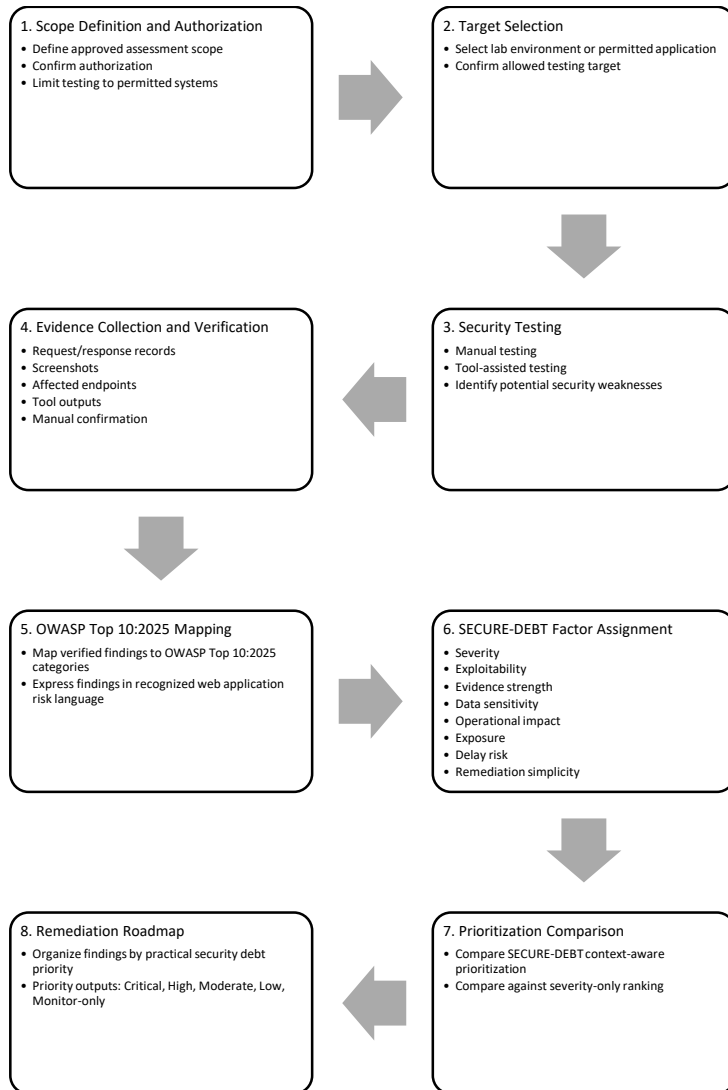 1. Scope Definition and Authorization
• Define approved assessment scope
• Confirm authorization
• Limit testing to permitted systems
2. Target Selection
• Select lab environment or permitted application
• Confirm allowed testing target
3. Security Testing
• Manual testing
• Tool-assisted testing
• Identify potential security weaknesses
4. Evidence Collection and Verification
• Request/response records
• Screenshots
• Affected endpoints
• Tool outputs
• Manual confirmation
5. OWASP Top 10:2025 Mapping
• Map verified findings to OWASP Top 10:2025
categories
• Express findings in recognized web application
risk language
6. SECURE-DEBT Factor Assignment
• Severity
• Exploitability
• Evidence strength
• Data sensitivity
• Operational impact
• Exposure
• Delay risk
• Remediation simplicity
7. Prioritization Comparison
• Compare SECURE-DEBT context-aware
prioritization
• Compare against severity-only ranking
8. Remediation Roadmap
• Organize findings by practical security debt
priority
• Priority outputs: Critical, High, Moderate, Low,
Monitor-only